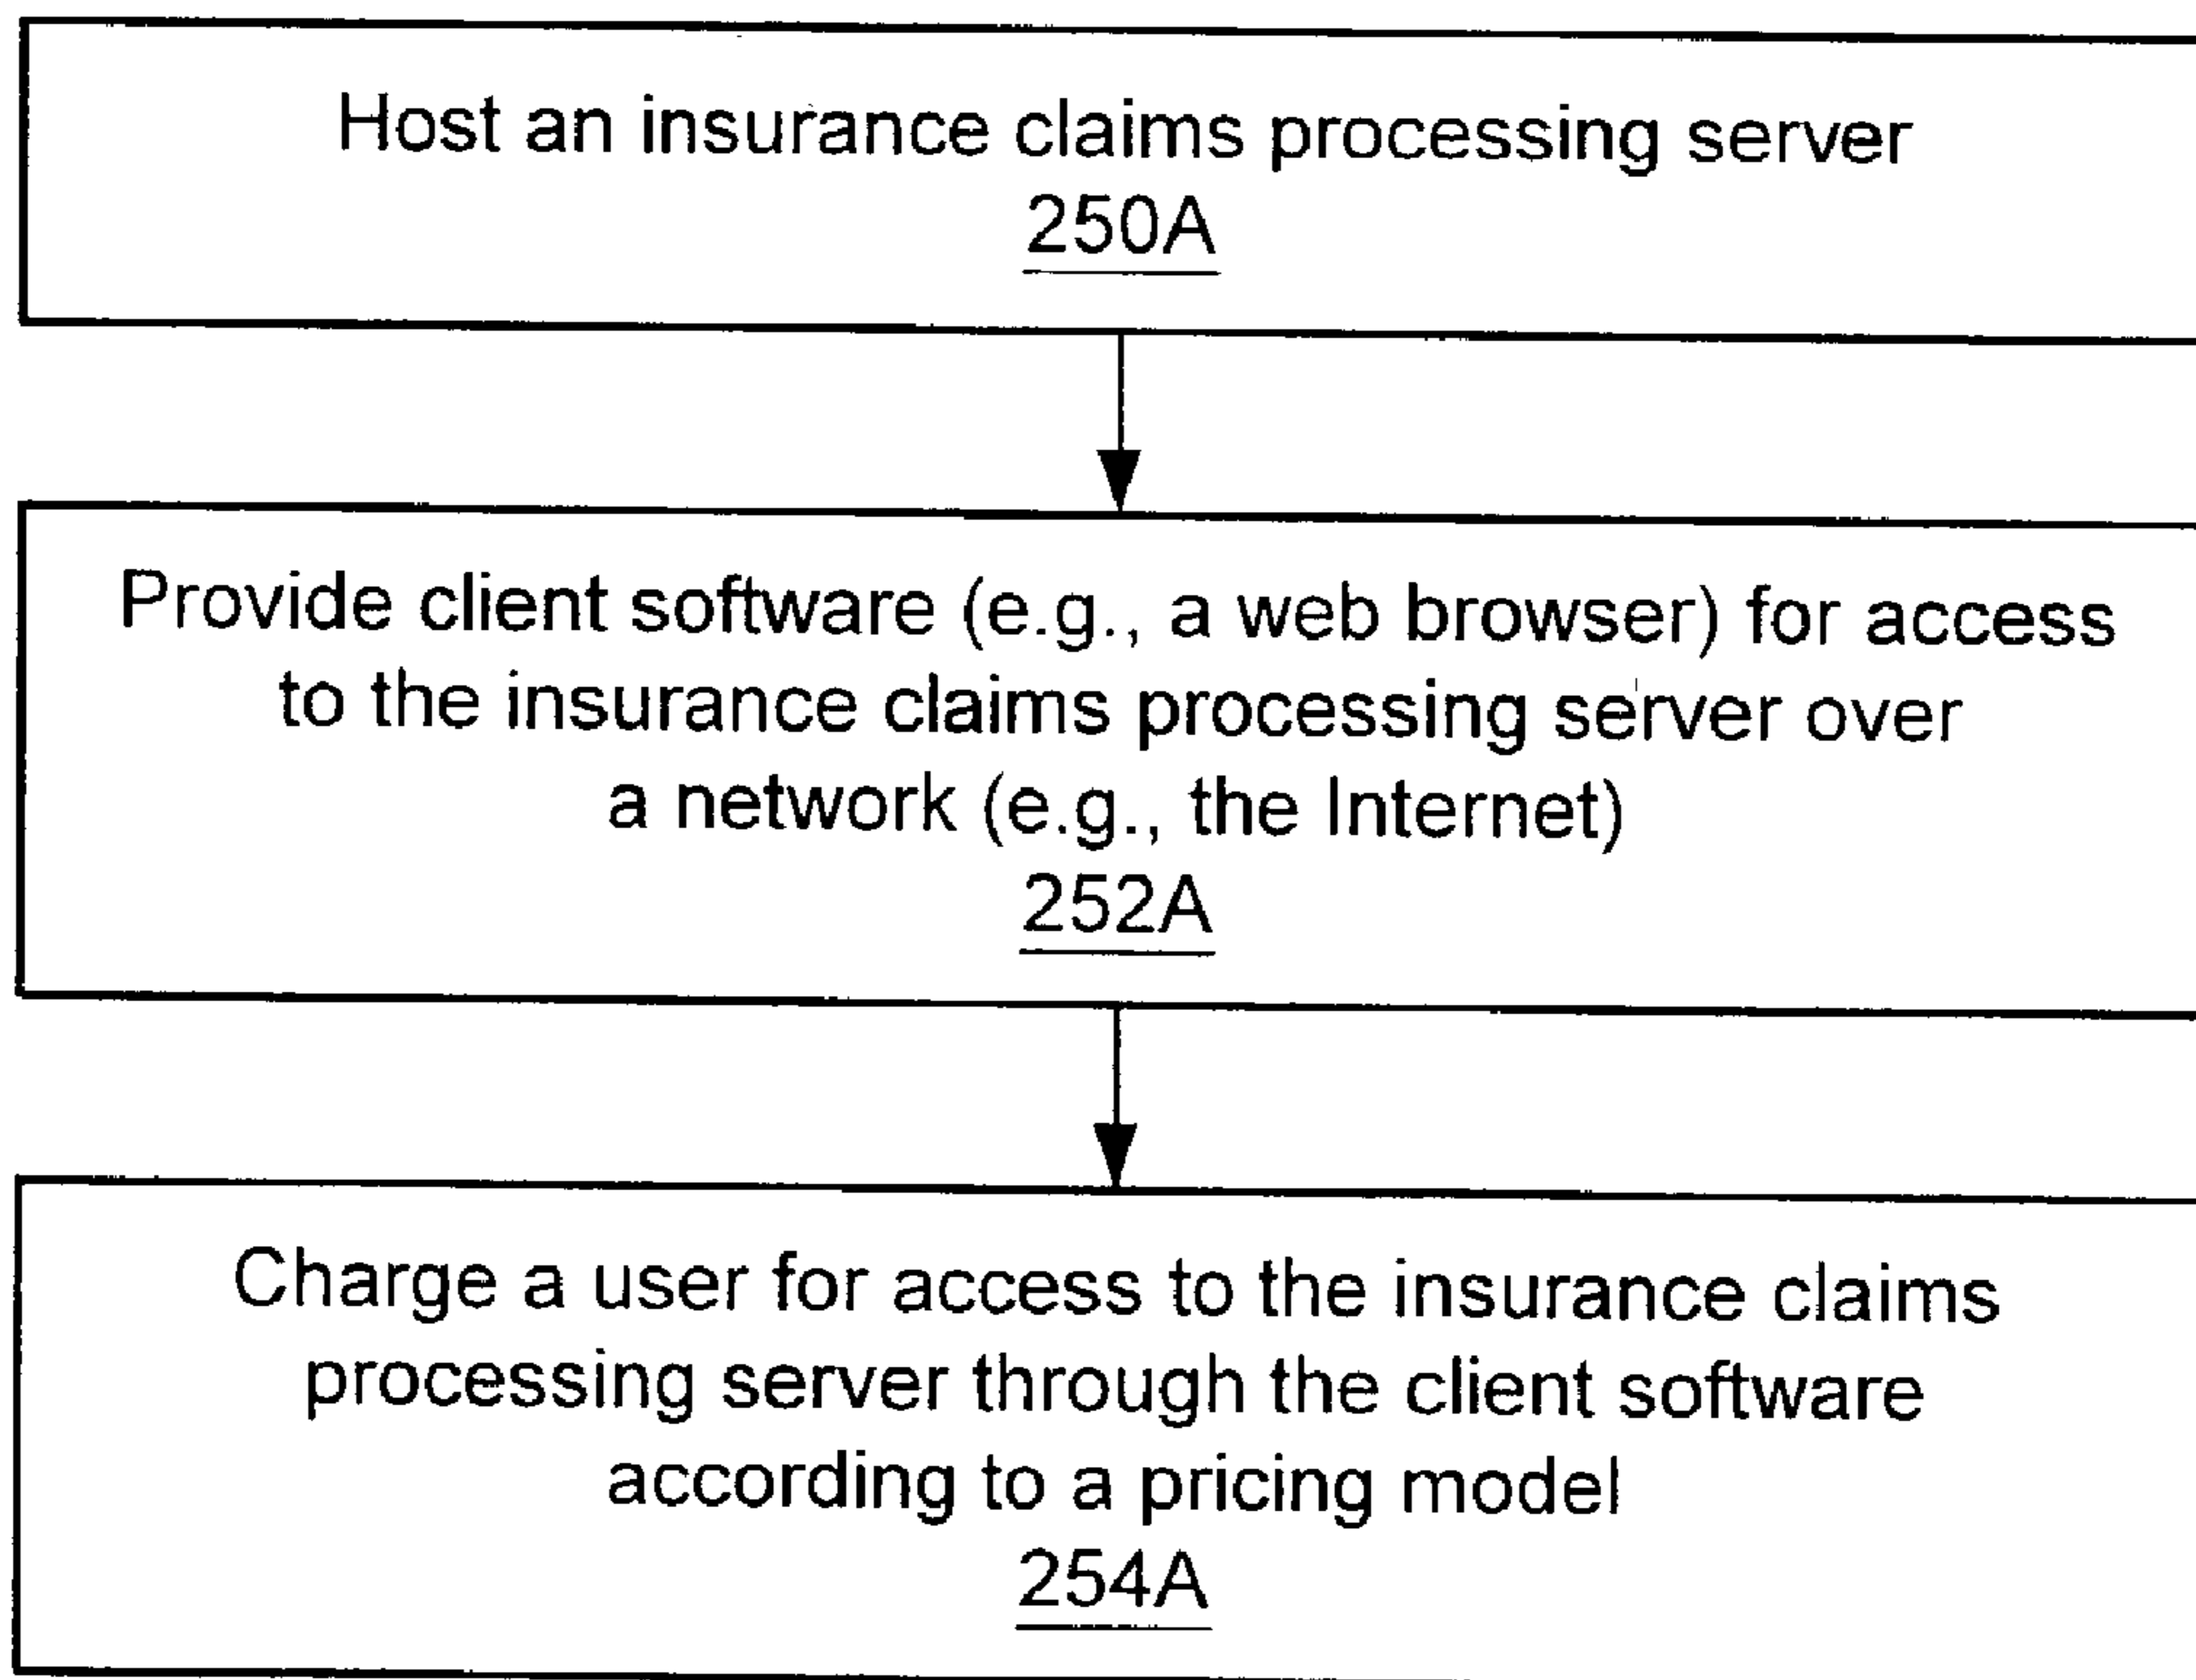 Host an insurance claims processing server
250A
Provide client software (e.g., a web browser) for access
to the insurance claims processing server over
a network (e.g., the Internet)
252A
Charge a user for access to the insurance claims
processing server through the client software
according to a pricing model
254A